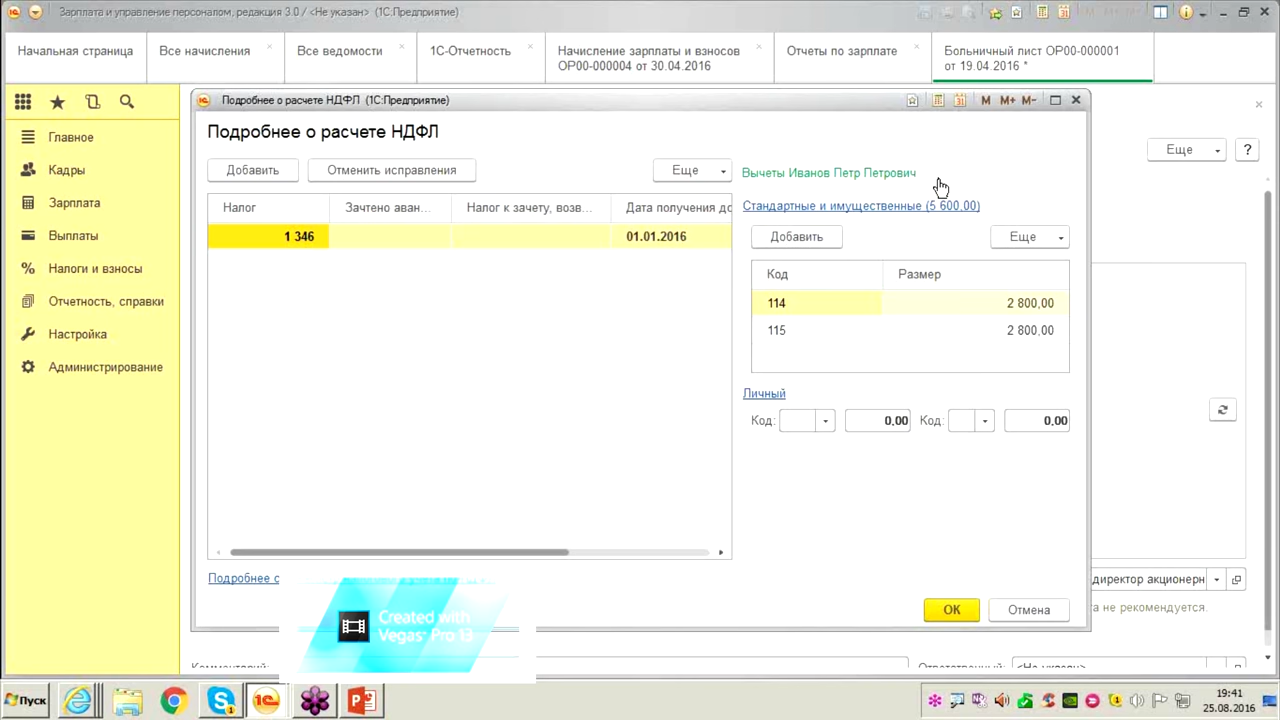 Зарплата и управление персоналом, редакция 3.0 / <Не указан> (1С:Предприятие)
M M+ M-
Начальная страница
Все начисления
Все ведомости
1С-Отчетность
Начисление зарплаты и взносов ОР00-000004 от 30.04.2016
Отчеты по зарплате
Больничный лист ОР00-000001 от 19.04.2016 *
Главное
Кадры
Зарплата
Выплаты
Налоги и взносы
Отчетность, справки
Настройка
Администрирование
Подробнее о расчете НДФЛ (1С:Предприятие)
M M+ M-
Подробнее о расчете НДФЛ
Добавить
Отменить исправления
Еще
Налог
Зачтено аван...
Налог к зачету, возв...
Дата получения до
1 346
01.01.2016
Подробнее о
Вычеты Иванов Петр Петрович
Стандартные и имущественные (5 600,00)
Добавить
Еще
Код
Размер
114
2 800,00
115
2 800,00
Личный
Код:
0,00
Код:
0,00
ОК
Отмена
Еще
?
директор акционерн
та не рекомендуется.
Комментарий:
Ответственный:
<Не указан>
Created with
Vegas Pro 13
Пуск
19:41
25.08.2016